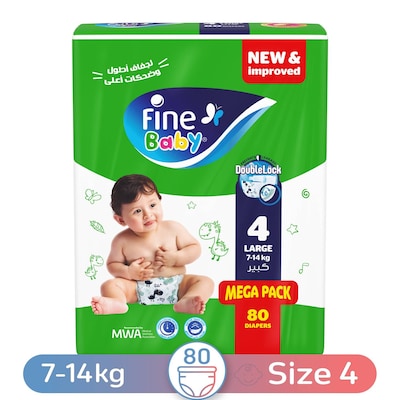 لجفاف أطول
وضحكات أعلى
NEW &
improved
fine
Baby
DoubleLock
4
LARGE
7-14 kg
كبير
MEGA PACK
80
DIAPERS
MWA
7-14kg
80
Size 4